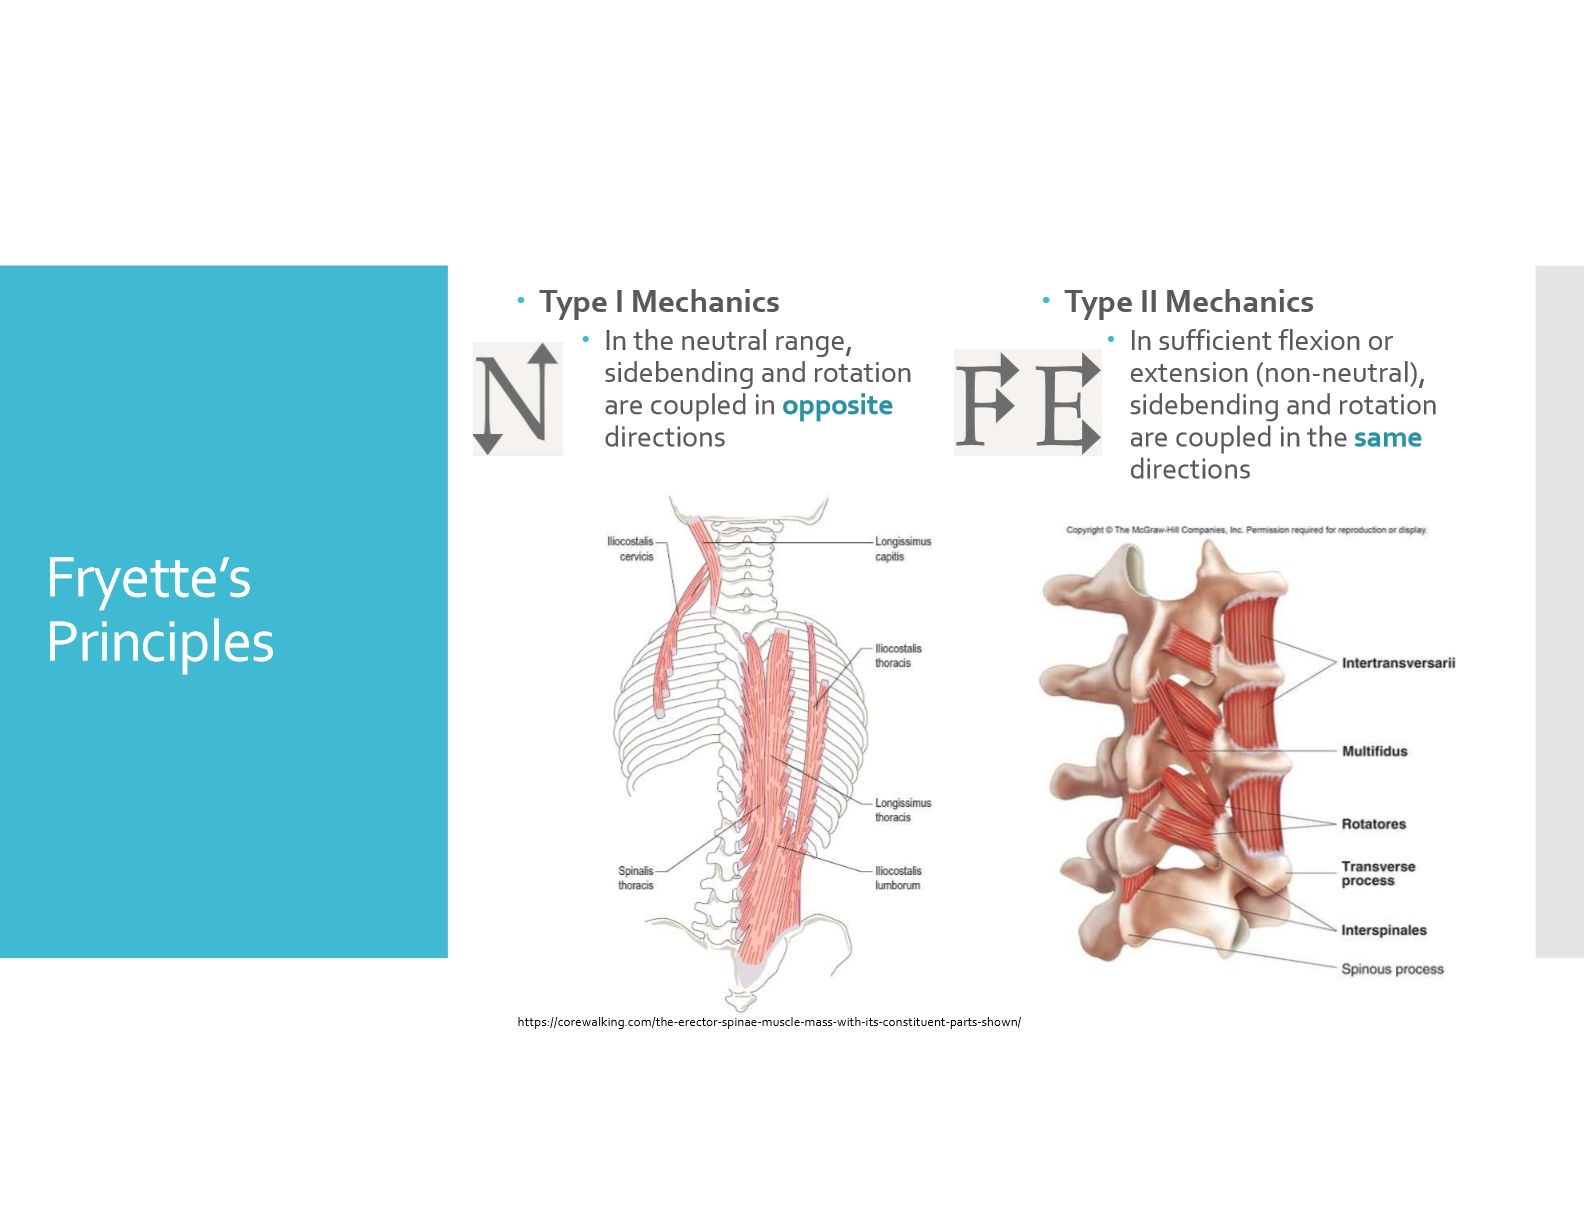 Fryette’s
Principles
• Type I Mechanics
• In the neutral range,
sidebending and rotation
are coupled in opposite
directions
N
• Type II Mechanics
• In sufficient flexion or
extension (non-neutral),
sidebending and rotation
are coupled in the same
directions
F E
Iliocostalis
cervicis
Longissimus
capitis
Iliocostalis
thoracis
Longissimus
thoracis
Spinalis
thoracis
Iliocostalis
lumborum
https://corewalking.com/the-erector-spinae-muscle-mass-with-its-constituent-parts-shown/
Copyright © The McGraw-Hill Companies, Inc. Permission required for reproduction or display.
Intertransversarii
Multifidus
Rotatores
Transverse
process
Interspinales
Spinous process